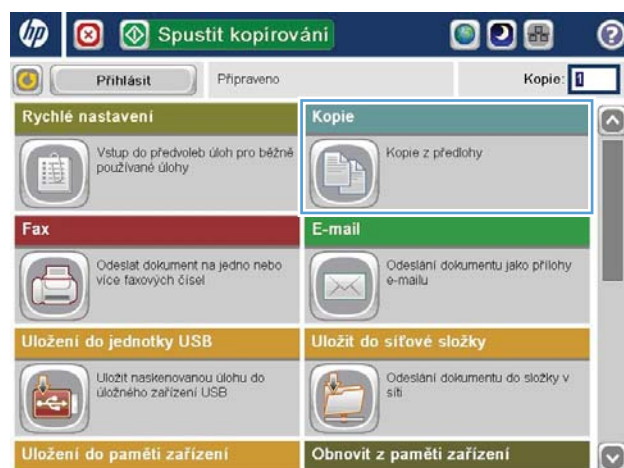 hp
Spustit kopírování
?
Přihlásit
Připraveno
Kopie: 1
Rychlé nastavení
Vstup do předvoleb úloh pro běžně
používané úlohy
Kopie
Kopie z předlohy
Fax
Odeslat dokument na jedno nebo
více faxových čísel
E-mail
Odeslání dokumentu jako přílohy
e-mailu
Uložení do jednotky USB
Uložit naskenovanou úlohu do
úložného zařízení USB
Uložit do síťové složky
Odeslání dokumentu do složky v
síti
Uložení do paměti zařízení
Obnovit z paměti zařízení